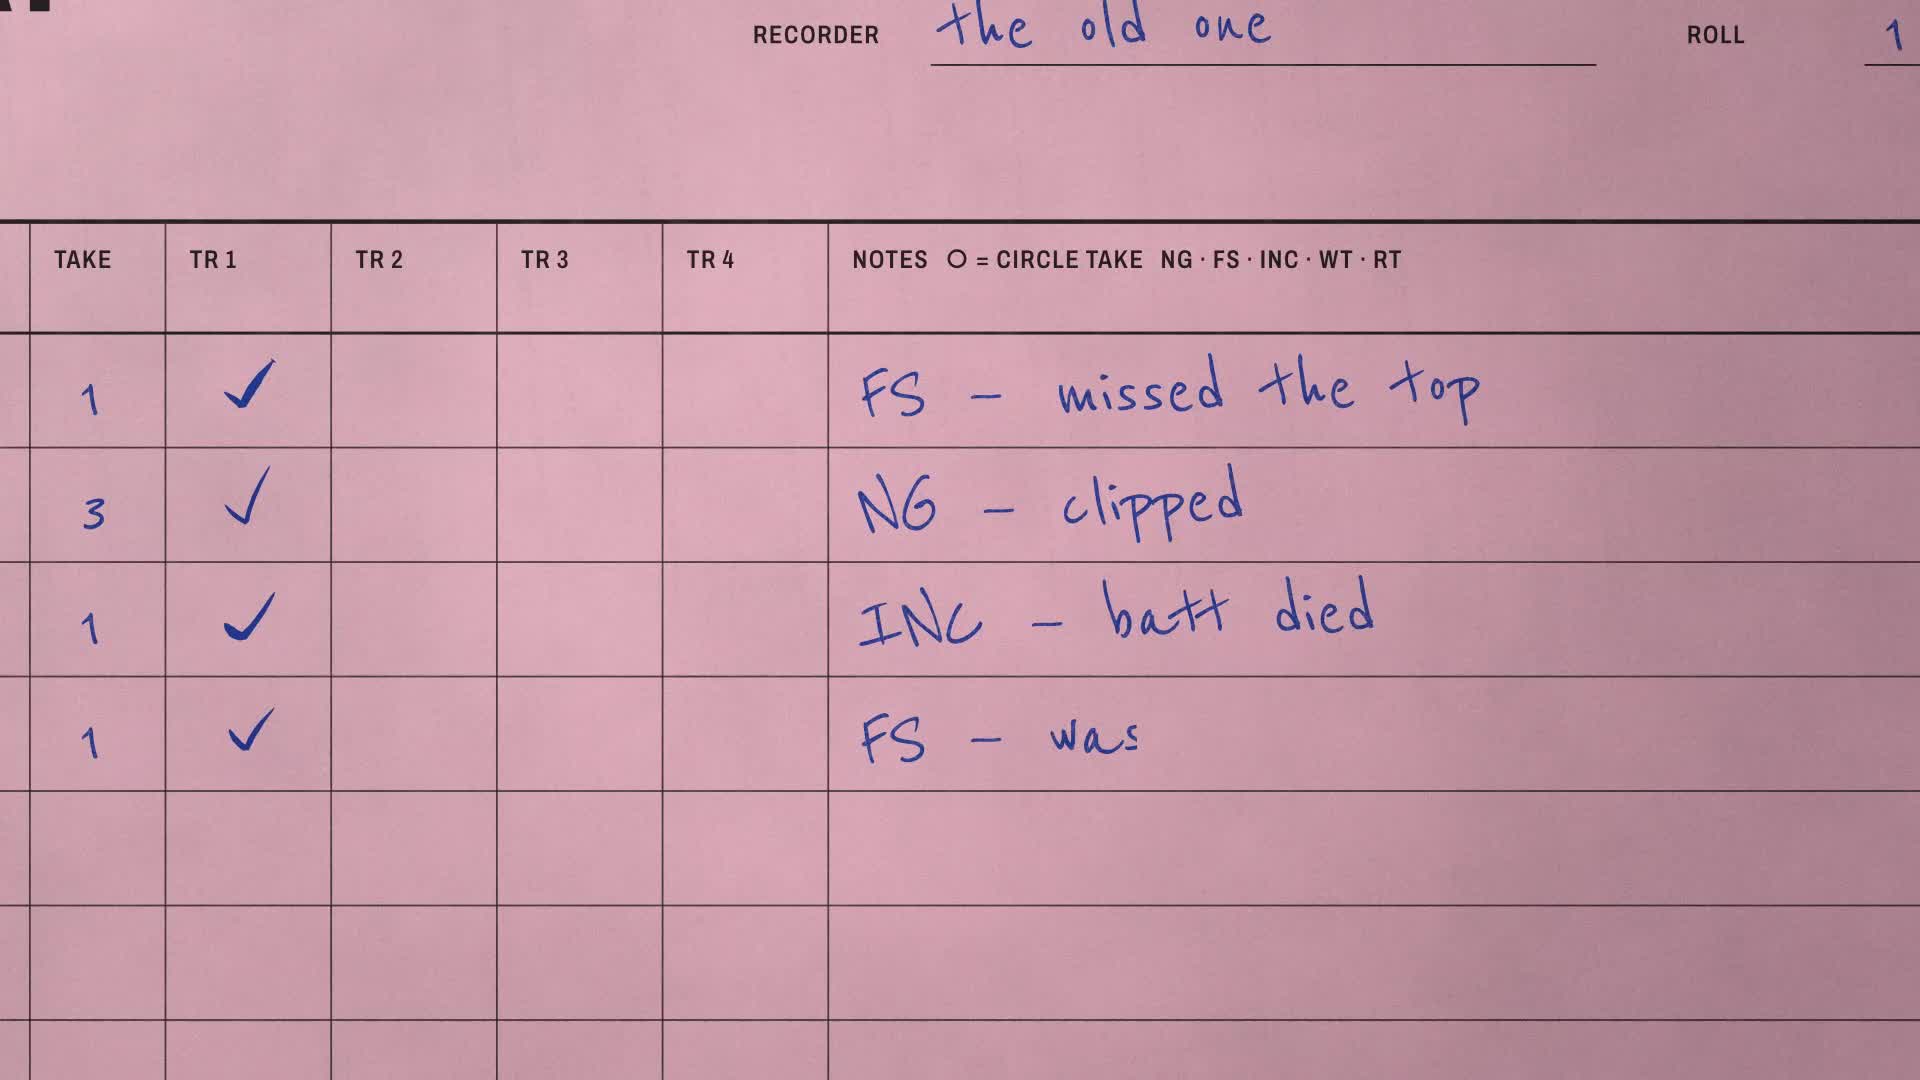 RECORDER the old one ROLL 1
TAKE TR 1 TR 2 TR 3 TR 4 NOTES O = CIRCLE TAKE NG · FS · INC · WT · RT
1 ✓ FS – missed the top
3 ✓ NG – clipped
1 ✓ INC – batt died
1 ✓ FS – was